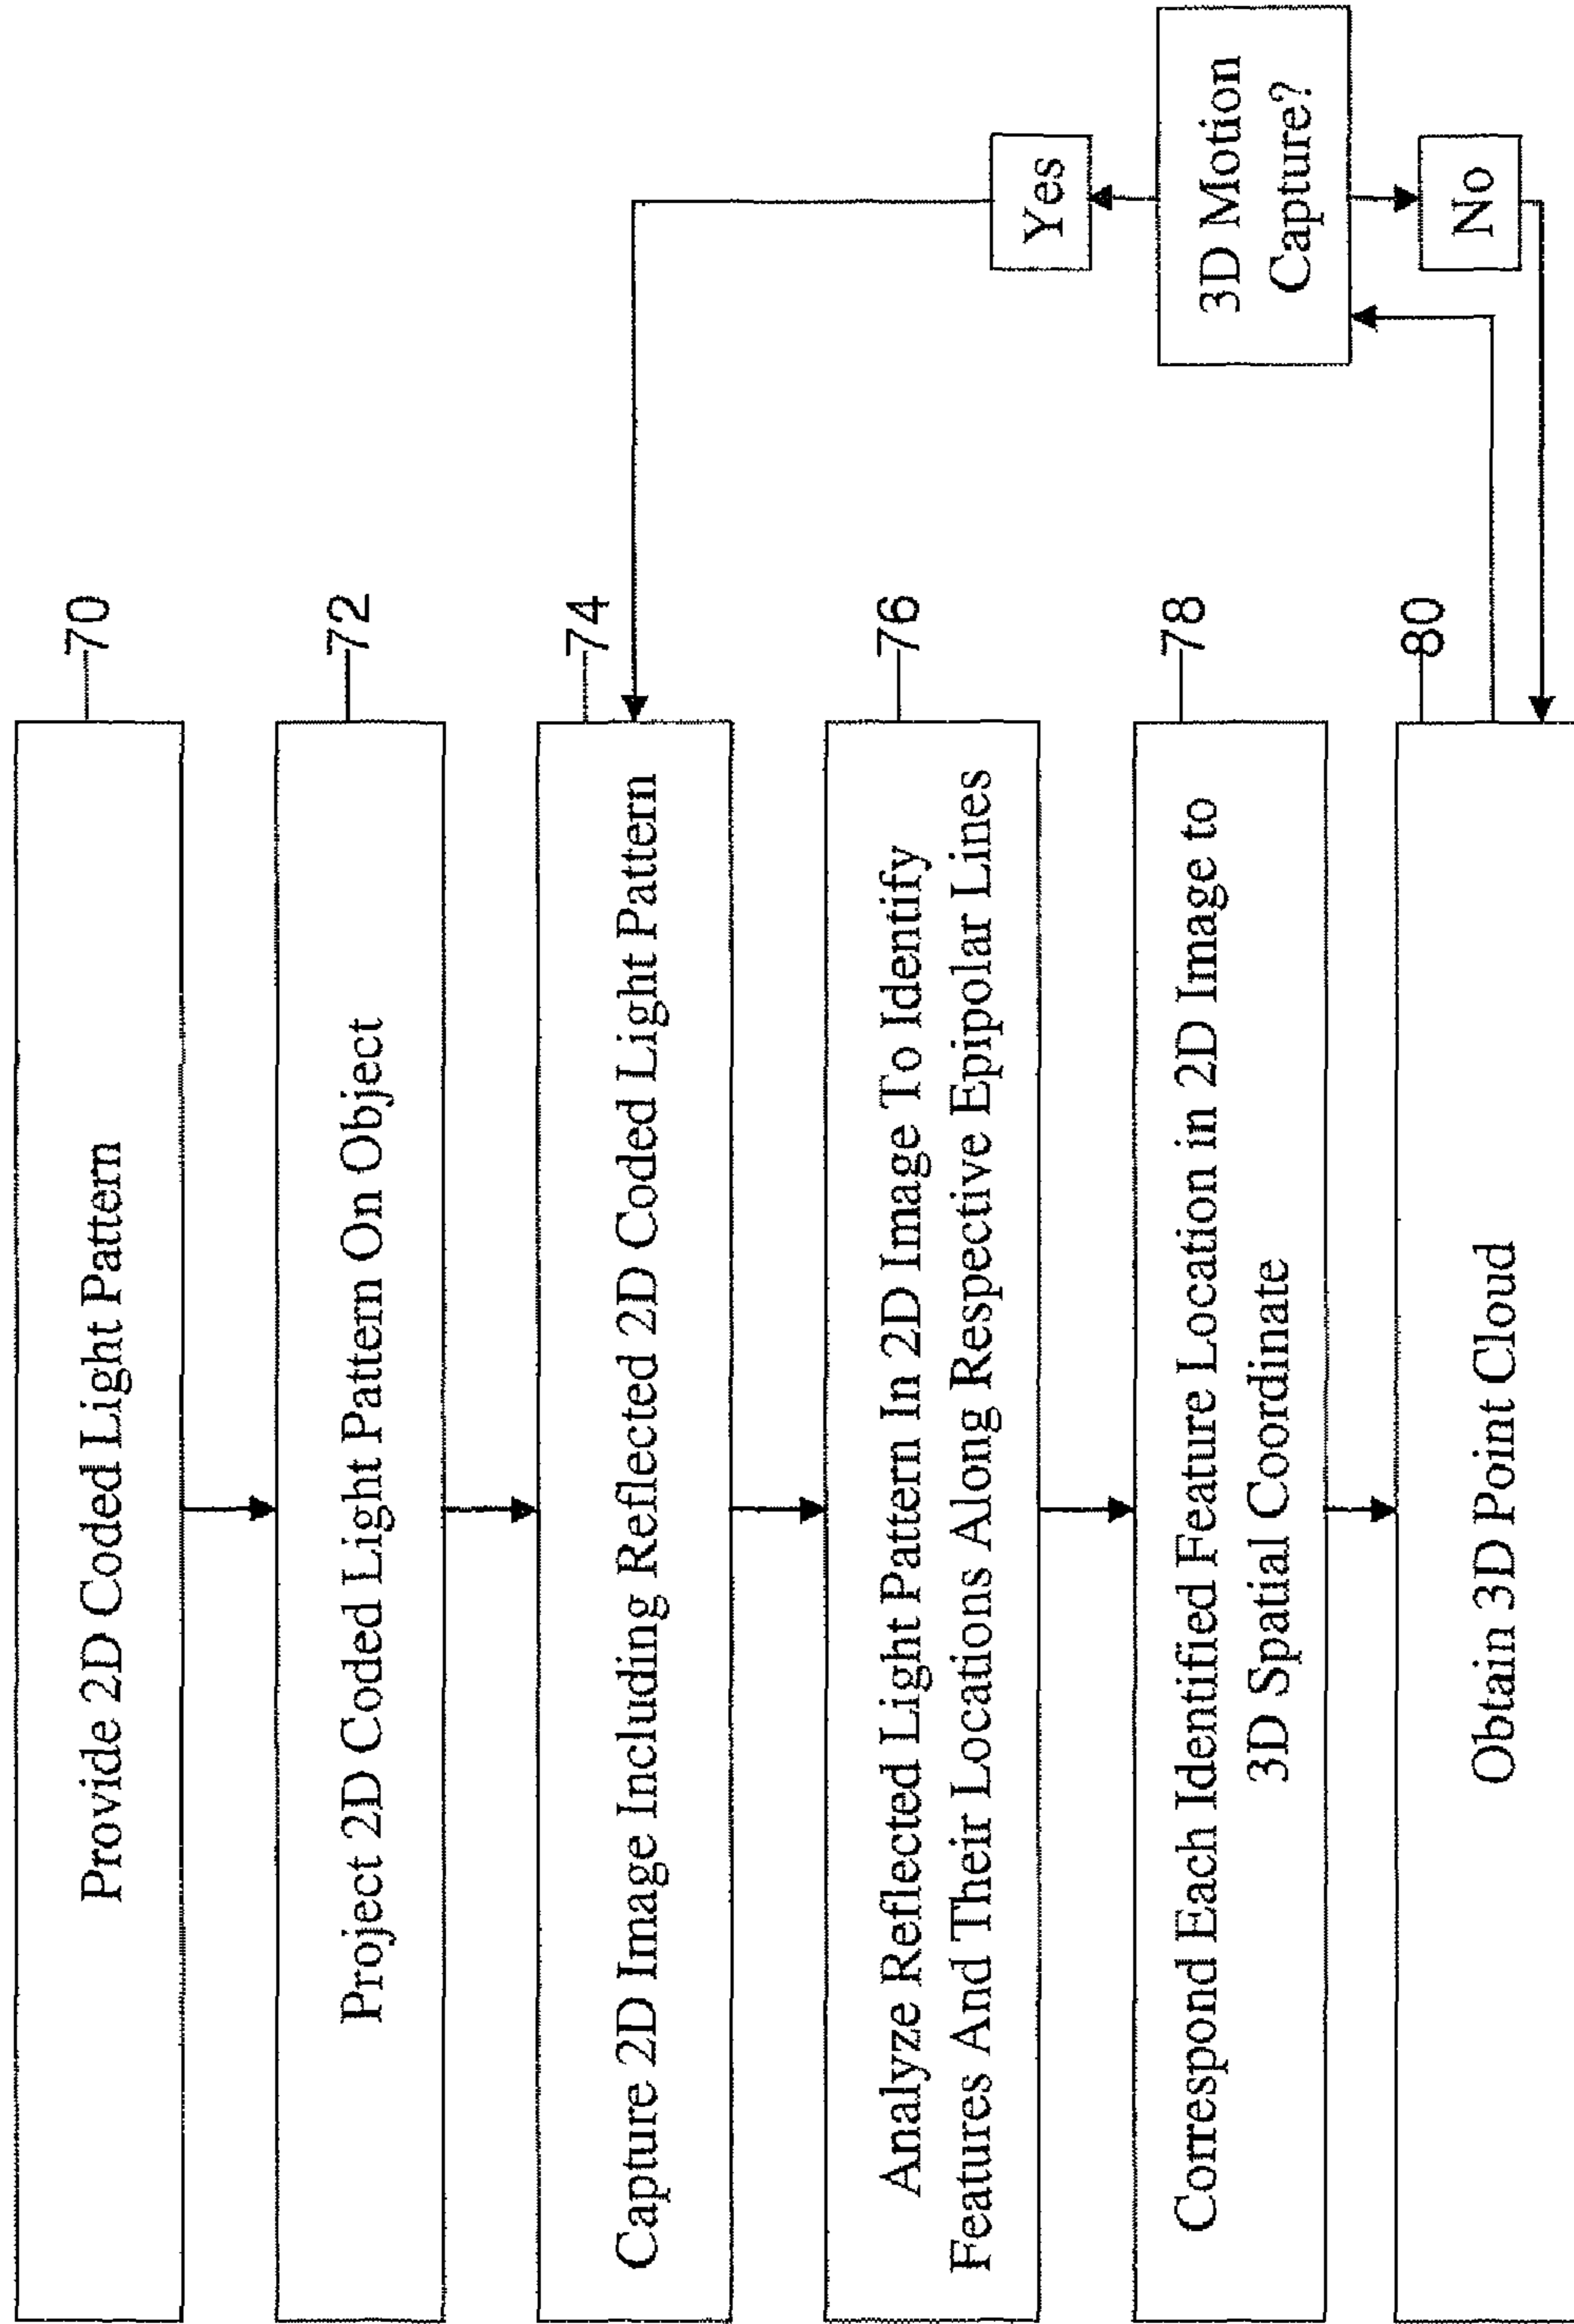 Provide 2D Coded Light Pattern
70
Project 2D Coded Light Pattern On Object
72
Capture 2D Image Including Reflected 2D Coded Light Pattern
74
Analyze Reflected Light Pattern In 2D Image To Identify
Features And Their Locations Along Respective Epipolar Lines
76
Correspond Each Identified Feature Location in 2D Image to
3D Spatial Coordinate
78
Obtain 3D Point Cloud
80
Yes
3D Motion
Capture?
No